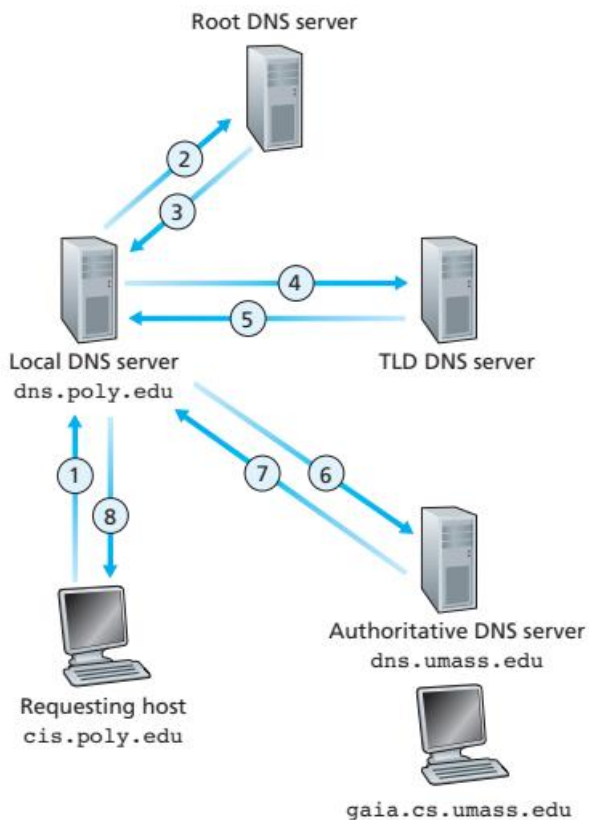 Root DNS server
2
3
4
5
Local DNS server
dns.poly.edu
TLD DNS server
1
8
7
6
Requesting host
cis.poly.edu
Authoritative DNS server
dns.umass.edu
gaia.cs.umass.edu